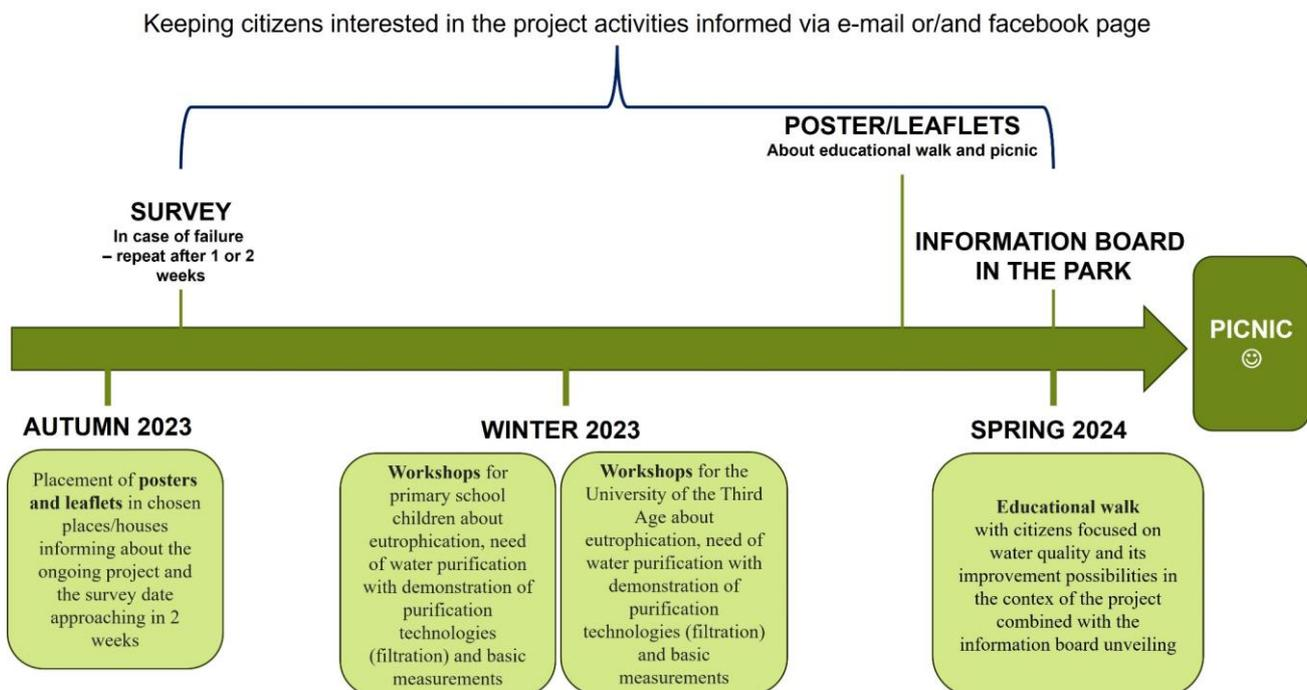 Keeping citizens interested in the project activities informed via e-mail or/and facebook page
POSTER/LEAFLETS
About educational walk and picnic
SURVEY
In case of failure
– repeat after 1 or 2
weeks
INFORMATION BOARD
IN THE PARK
PICNIC
☺
AUTUMN 2023
Placement of posters
and leaflets in chosen
places/houses
informing about the
ongoing project and
the survey date
approaching in 2
weeks
WINTER 2023
Workshops for
primary school
children about
eutrophication, need
of water purification
with demonstration of
purification
technologies
(filtration) and basic
measurements
Workshops for the
University of the Third
Age about
eutrophication, need of
water purification with
demonstration of
purification
technologies (filtration)
and basic
measurements
SPRING 2024
Educational walk
with citizens focused on
water quality and its
improvement possibilities in
the contex of the project
combined with the
information board unveiling